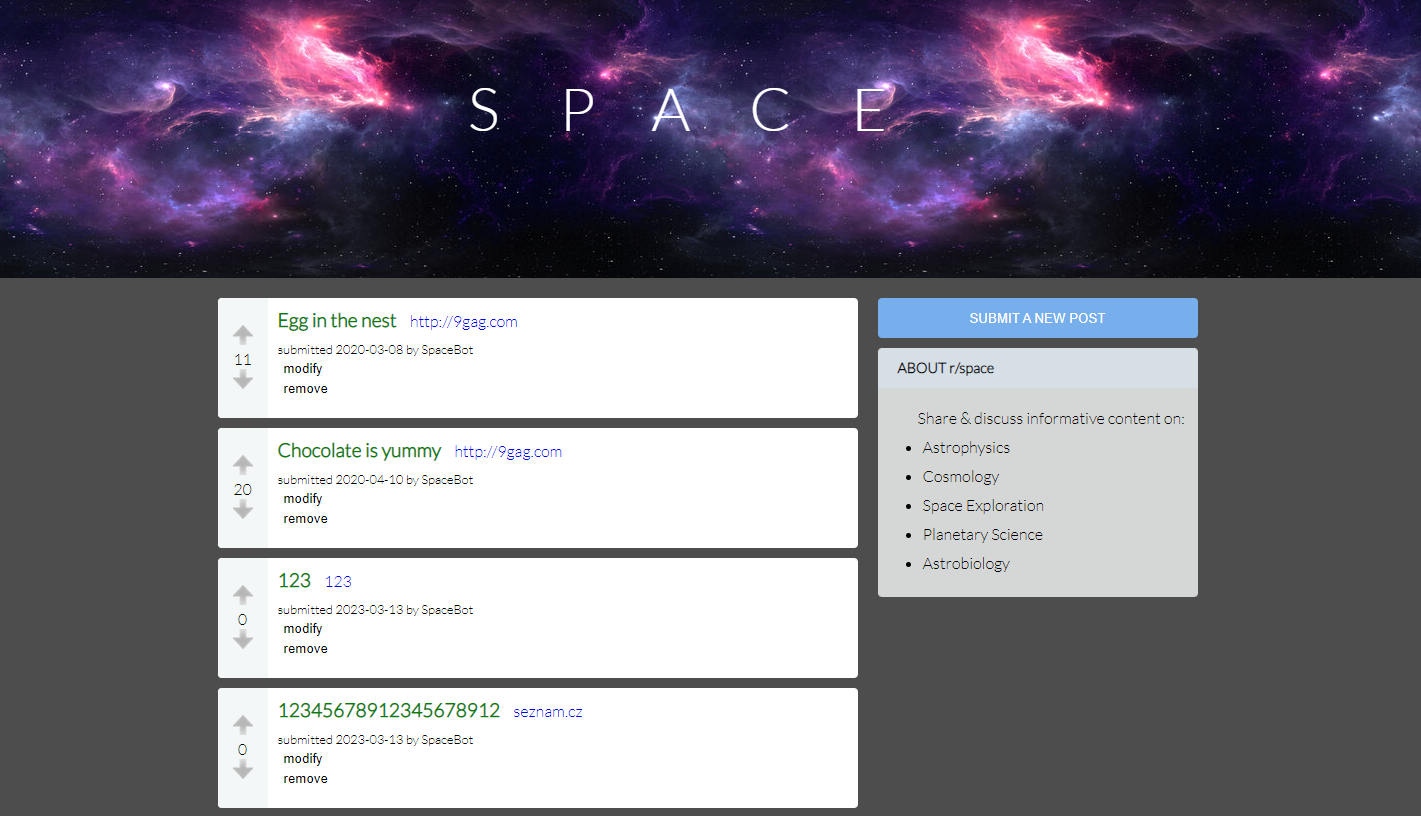 S P A C E
Egg in the nest http://9gag.com
submitted 2020-03-08 by SpaceBot
11
modify
remove
Chocolate is yummy http://9gag.com
submitted 2020-04-10 by SpaceBot
20
modify
remove
123 123
submitted 2023-03-13 by SpaceBot
0
modify
remove
12345678912345678912 seznam.cz
submitted 2023-03-13 by SpaceBot
0
modify
remove
SUBMIT A NEW POST
ABOUT r/space
Share & discuss informative content on:
• Astrophysics
• Cosmology
• Space Exploration
• Planetary Science
• Astrobiology